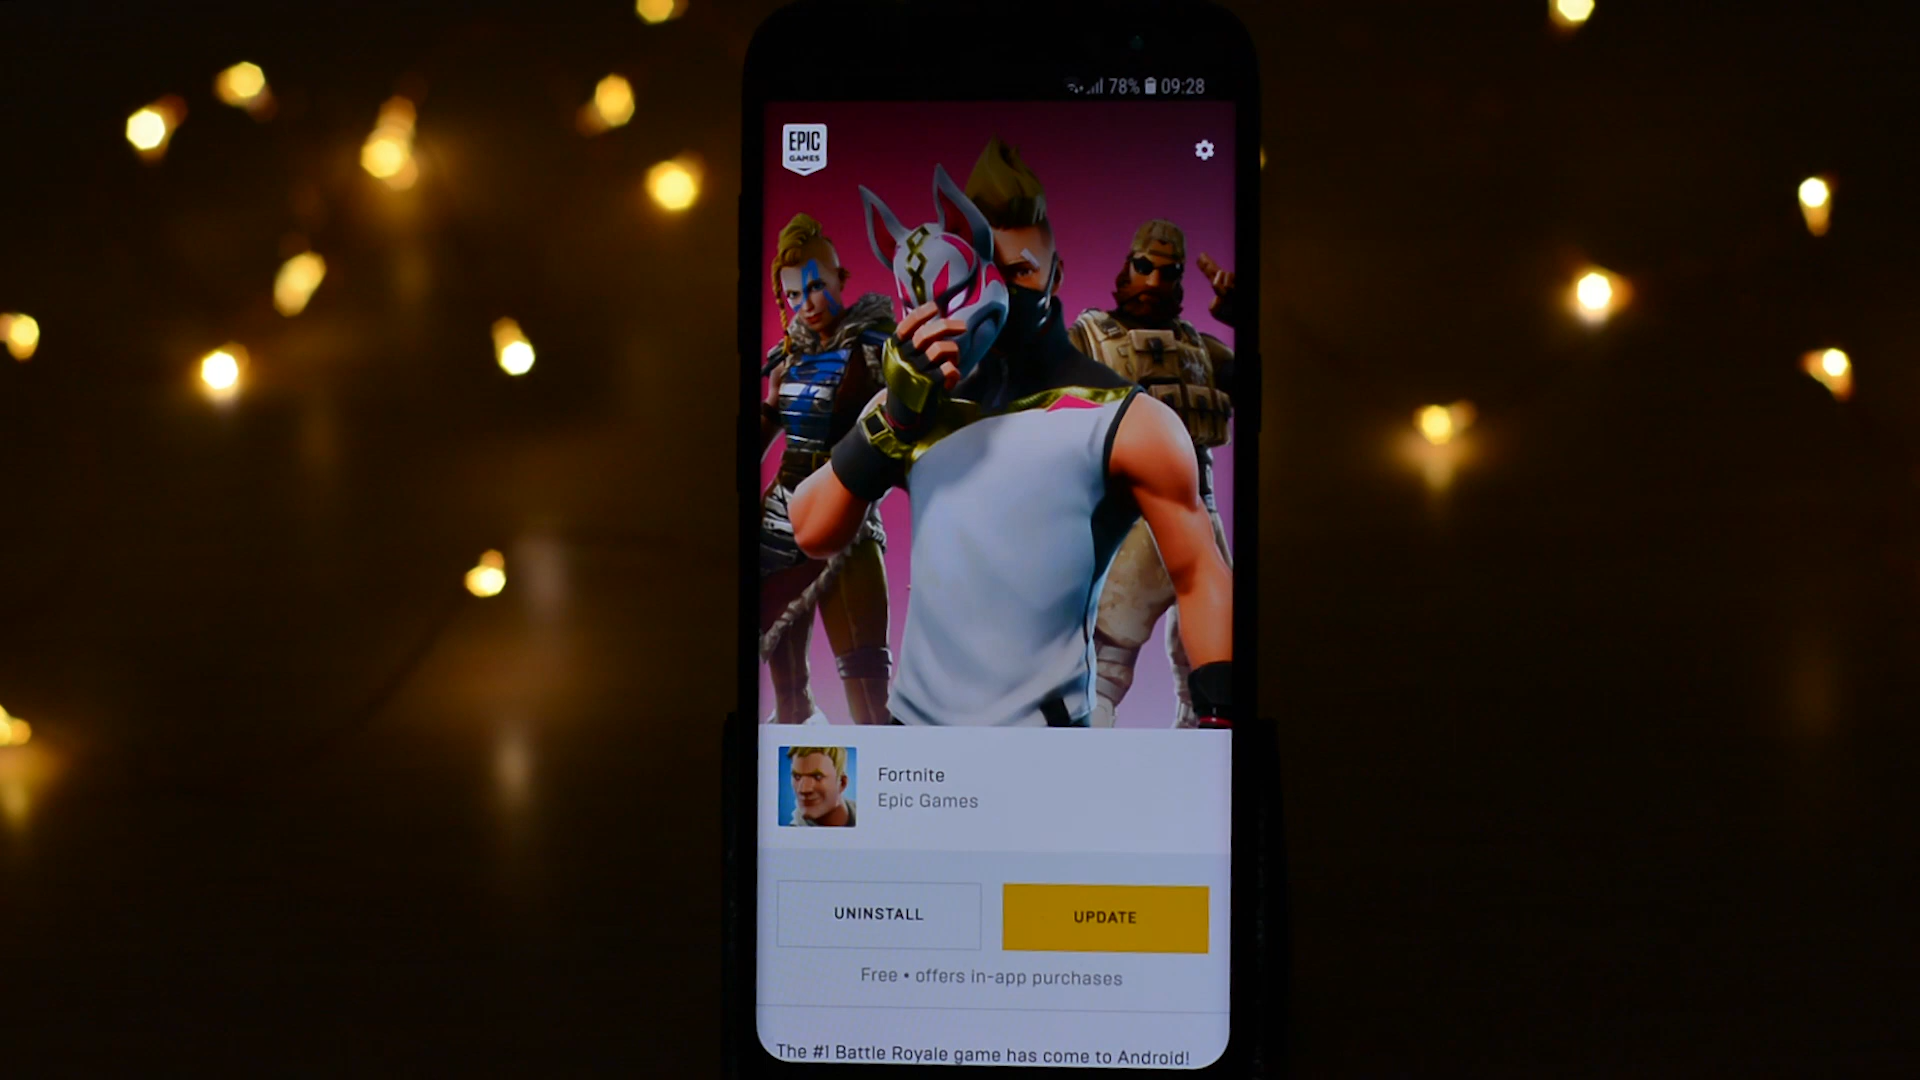 78% 09:28
EPIC
GAMES
Fortnite
Epic Games
UNINSTALL
UPDATE
Free • offers in-app purchases
The #1 Battle Royale game has come to Android!